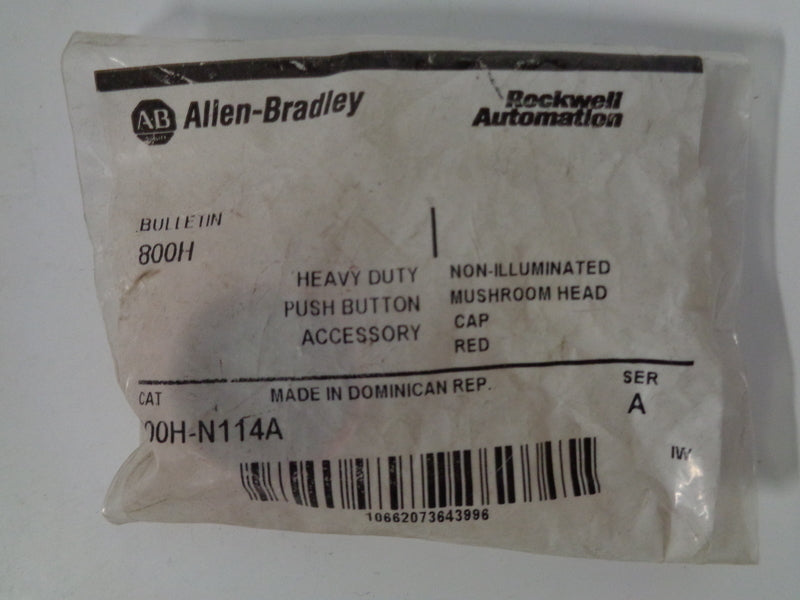 AB Allen-Bradley
Rockwell
Automation
BULLETIN
800H
HEAVY DUTY
PUSH BUTTON
ACCESSORY
NON-ILLUMINATED
MUSHROOM HEAD
CAP
RED
CAT
MADE IN DOMINICAN REP.
SER
A
00H-N114A
IW
10662073643996